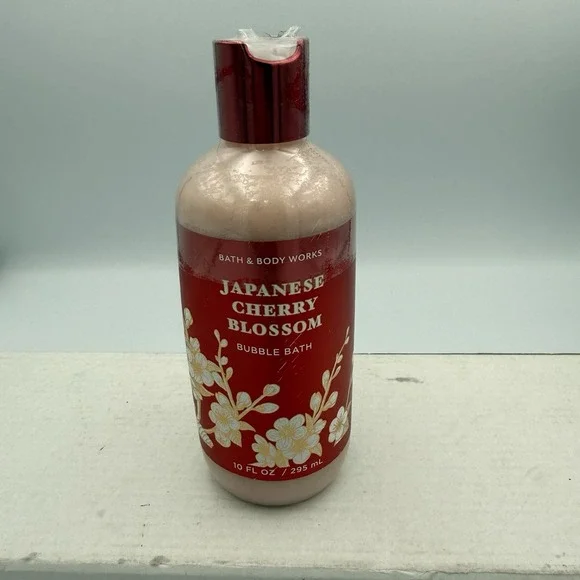 BATH & BODY WORKS
JAPANESE
CHERRY
BLOSSOM
BUBBLE BATH
10 FL OZ / 295 mL